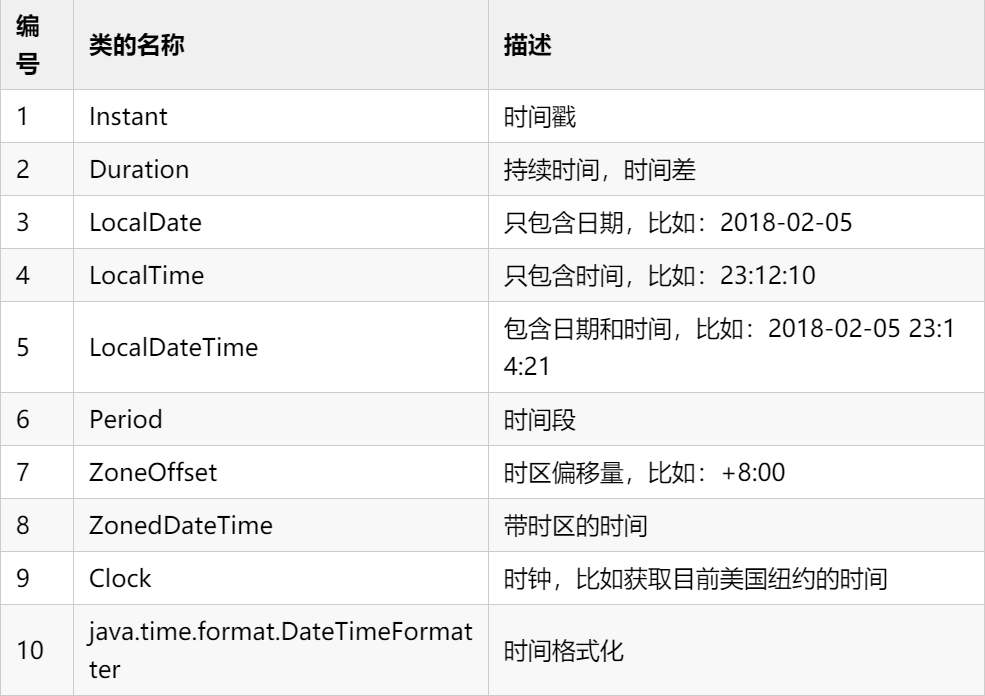 编
号
类的名称
描述
1
Instant
时间戳
2
Duration
持续时间，时间差
3
LocalDate
只包含日期，比如：2018-02-05
4
LocalTime
只包含时间，比如：23:12:10
5
LocalDateTime
包含日期和时间，比如：2018-02-05 23:1
4:21
6
Period
时间段
7
ZoneOffset
时区偏移量，比如：+8:00
8
ZonedDateTime
带时区的时间
9
Clock
时钟，比如获取目前美国纽约的时间
10
java.time.format.DateTimeFormat
ter
时间格式化